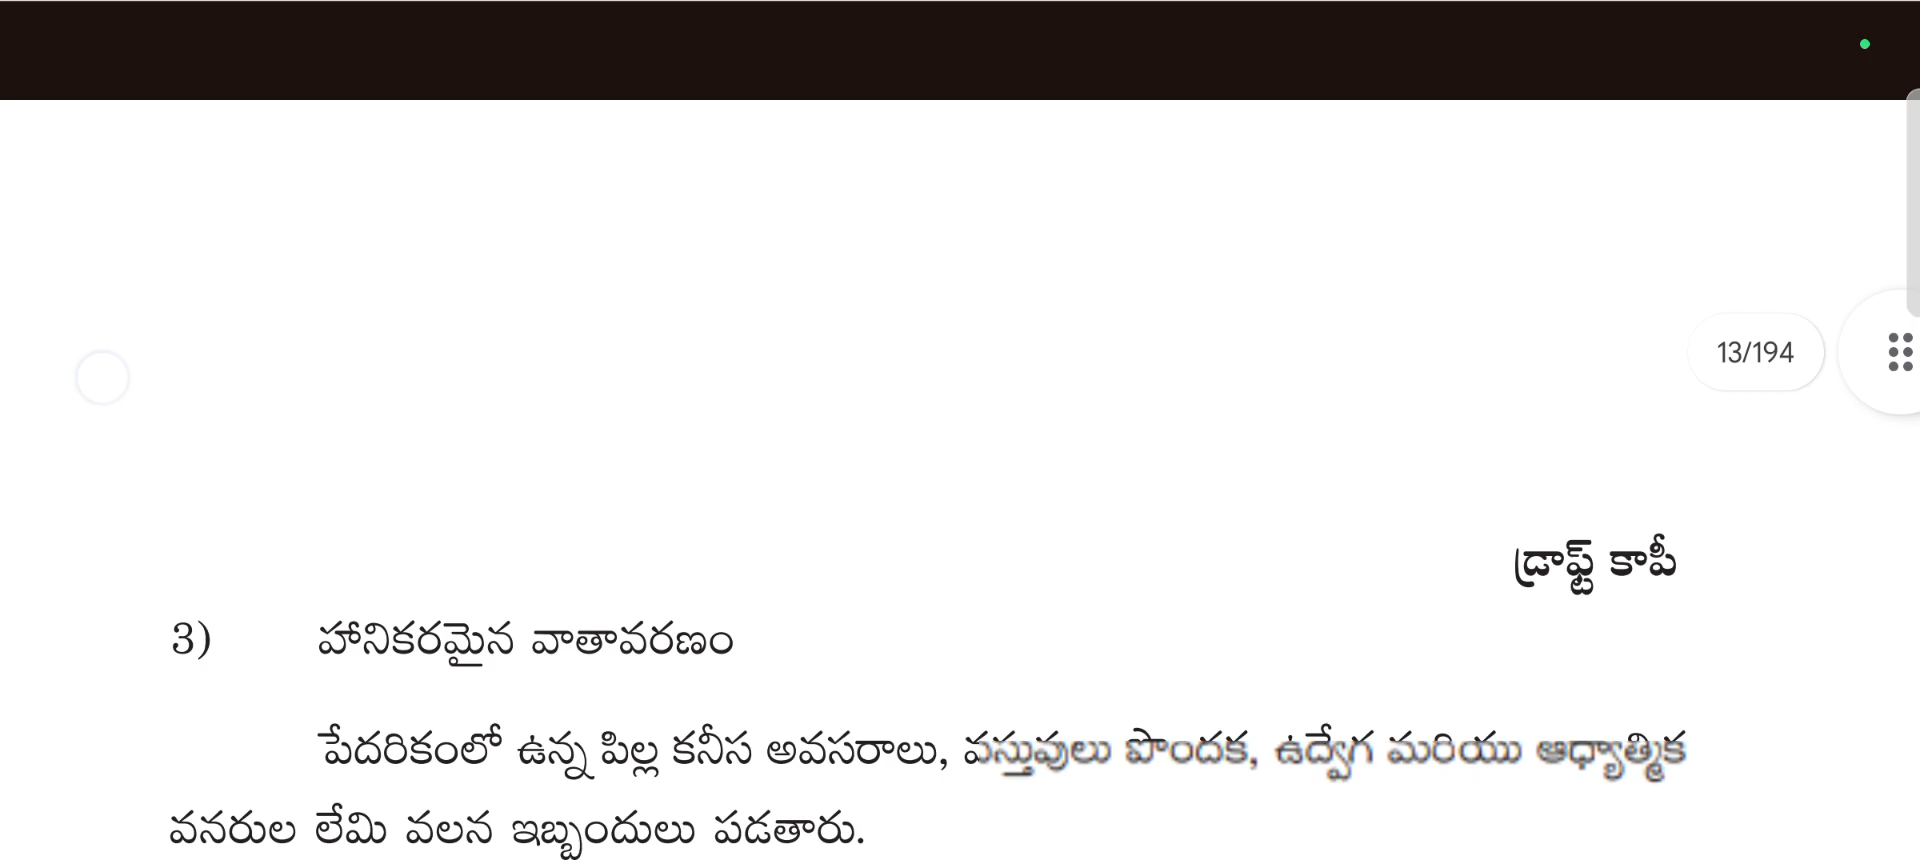 13/194
డ్రాఫ్ట్ కాపీ
3) హానికరమైన వాతావరణం
పేదరికంలో ఉన్న పిల్ల కనీస అవసరాలు, వస్తువులు పొందక, ఉద్వేగ మరియు ఆధ్యాత్మిక
వనరుల లేమి వలన ఇబ్బందులు పడతారు.